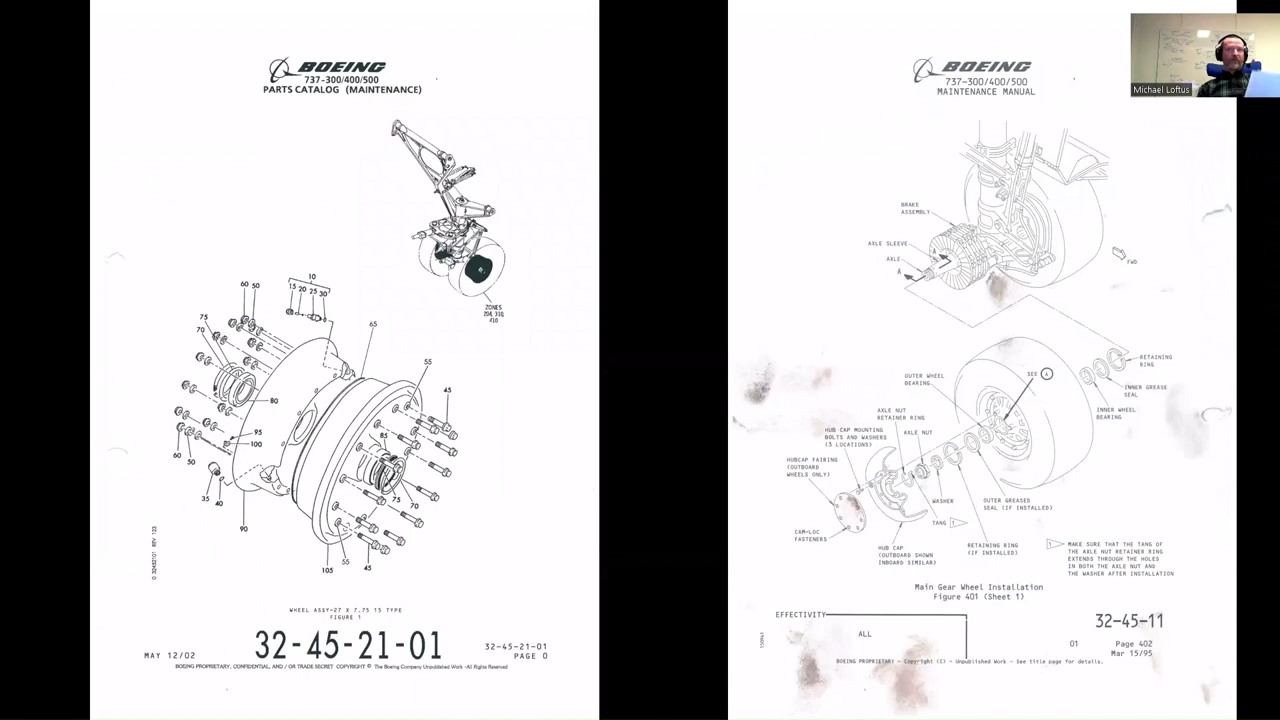 BOEING
737-300/400/500
PARTS CATALOG (MAINTENANCE)
ZONES
204, 310,
410
10
15 20 25 30
60 50
75
70
65
55
45
80
95
100
60
50
35
40
90
85
75
70
55
45
105
WHEEL ASSY-27 X 7.75 15 TYPE
FIGURE 1
MAY 12/02
32-45-21-01
32-45-21-01
PAGE 0
BOEING PROPRIETARY, CONFIDENTIAL, AND / OR TRADE SECRET COPYRIGHT © The Boeing Company Unpublished Work - All Rights Reserved
BOEING
737-300/400/500
MAINTENANCE MANUAL
BRAKE
ASSEMBLY
AXLE SLEEVE
AXLE
A
A
FWD
RETAINING
RING
SEE A
INNER GREASE
SEAL
INNER WHEEL
BEARING
OUTER WHEEL
BEARING
AXLE NUT
RETAINER RING
HUB CAP MOUNTING
BOLTS AND WASHERS
(3 LOCATIONS)
AXLE NUT
HUBCAP FAIRING
(OUTBOARD
WHEELS ONLY)
WASHER
OUTER GREASED
SEAL (IF INSTALLED)
TANG 1
CAM-LOC
FASTENERS
HUB CAP
(OUTBOARD SHOWN
INBOARD SIMILAR)
RETAINING RING
(IF INSTALLED)
1 MAKE SURE THAT THE TANG OF
THE AXLE NUT RETAINER RING
EXTENDS THROUGH THE HOLES
IN BOTH THE AXLE NUT AND
THE WASHER AFTER INSTALLATION
Main Gear Wheel Installation
Figure 401 (Sheet 1)
EFFECTIVITY
ALL
32-45-11
01 Page 402
Mar 15/95
BOEING PROPRIETARY - Copyright (C) - Unpublished Work - See title page for details.
Michael Loftus